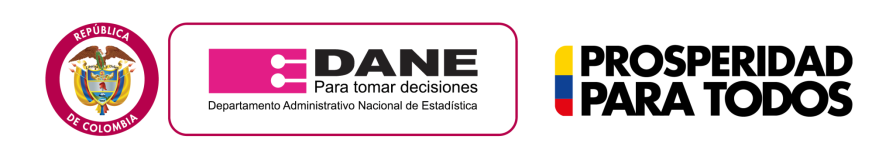 REPÚBLICA
DE COLOMBIA
DANE
Para tomar decisiones
Departamento Administrativo Nacional de Estadística
PROSPERIDAD
PARA TODOS